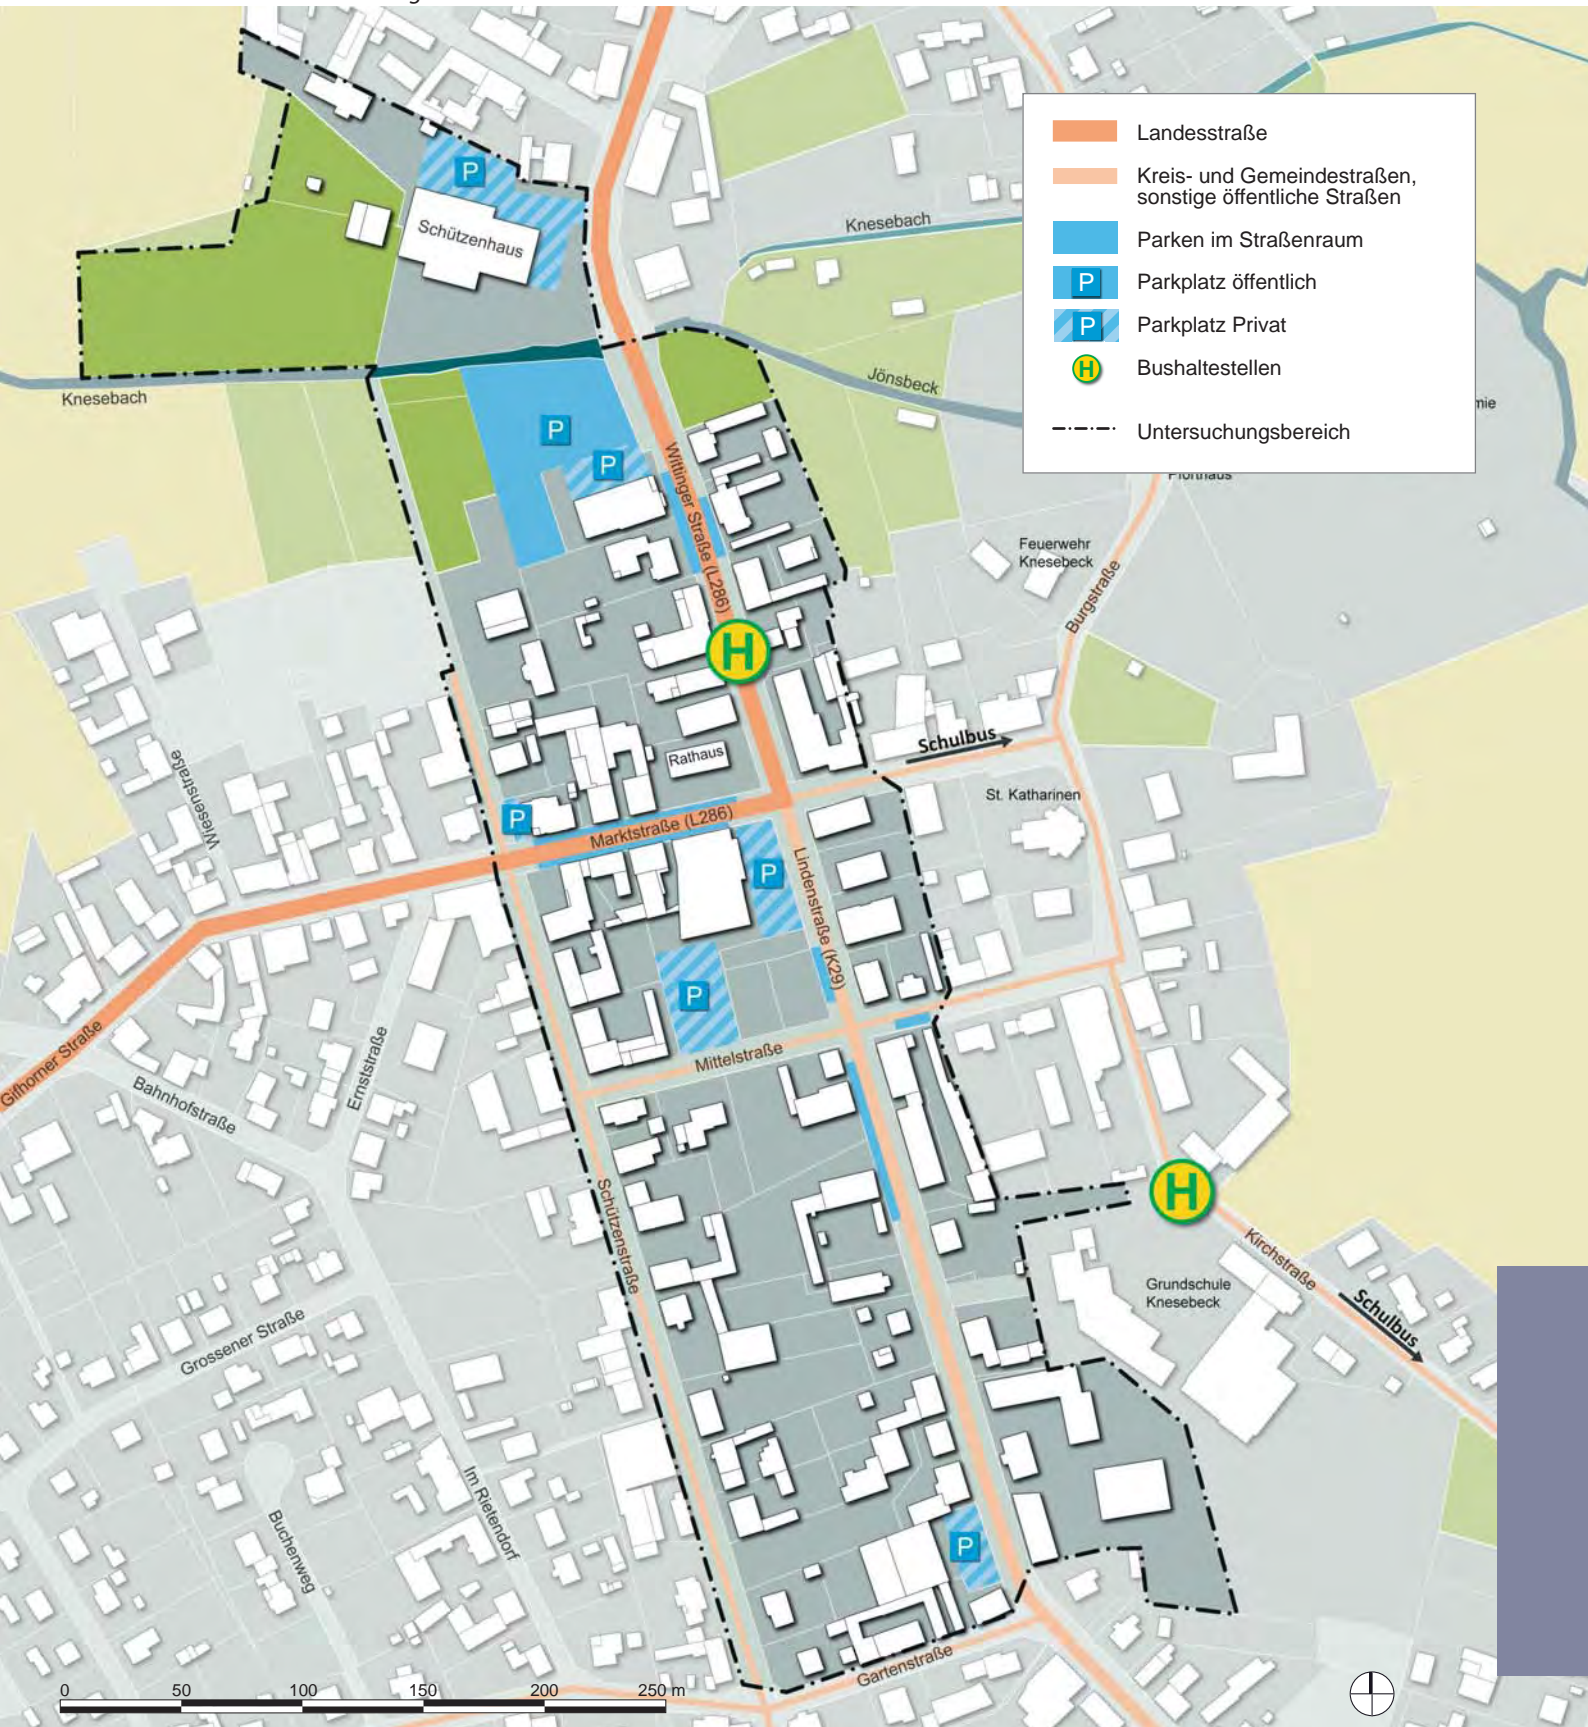 Landesstraße
Kreis- und Gemeindestraßen,
sonstige öffentliche Straßen
Parken im Straßenraum
P Parkplatz öffentlich
P Parkplatz Privat
H Bushaltestellen
Untersuchungsbereich
P
Schützenhaus
Knesebach
Knesebach
Jönsbeck
mie
P
P
Wittinger Straße (L286)
Pforthaus
Feuerwehr
Knesebeck
Burgstraße
H
Schulbus
Rathaus
Wiesenstraße
St. Katharinen
P
Marktstraße (L286)
P
Lindenstraße (K29)
P
Gifhorner Straße
Bahnhofstraße
Ernststraße
Mittelstraße
H
Schützenstraße
Kirchstraße
Grundschule
Knesebeck
Schulbus
Grossener Straße
Im Rietendorf
Buchenweg
P
Gartenstraße
0 50 100 150 200 250 m